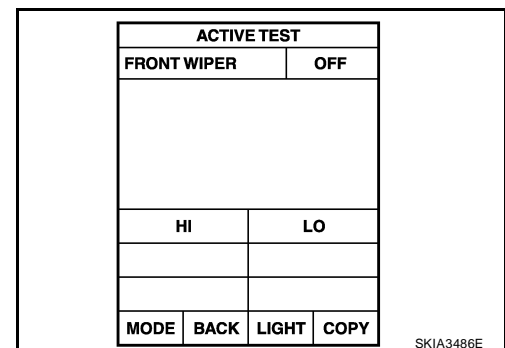 ACTIVE TEST
FRONT WIPER OFF
HI LO
MODE BACK LIGHT COPY
SKIA3486E